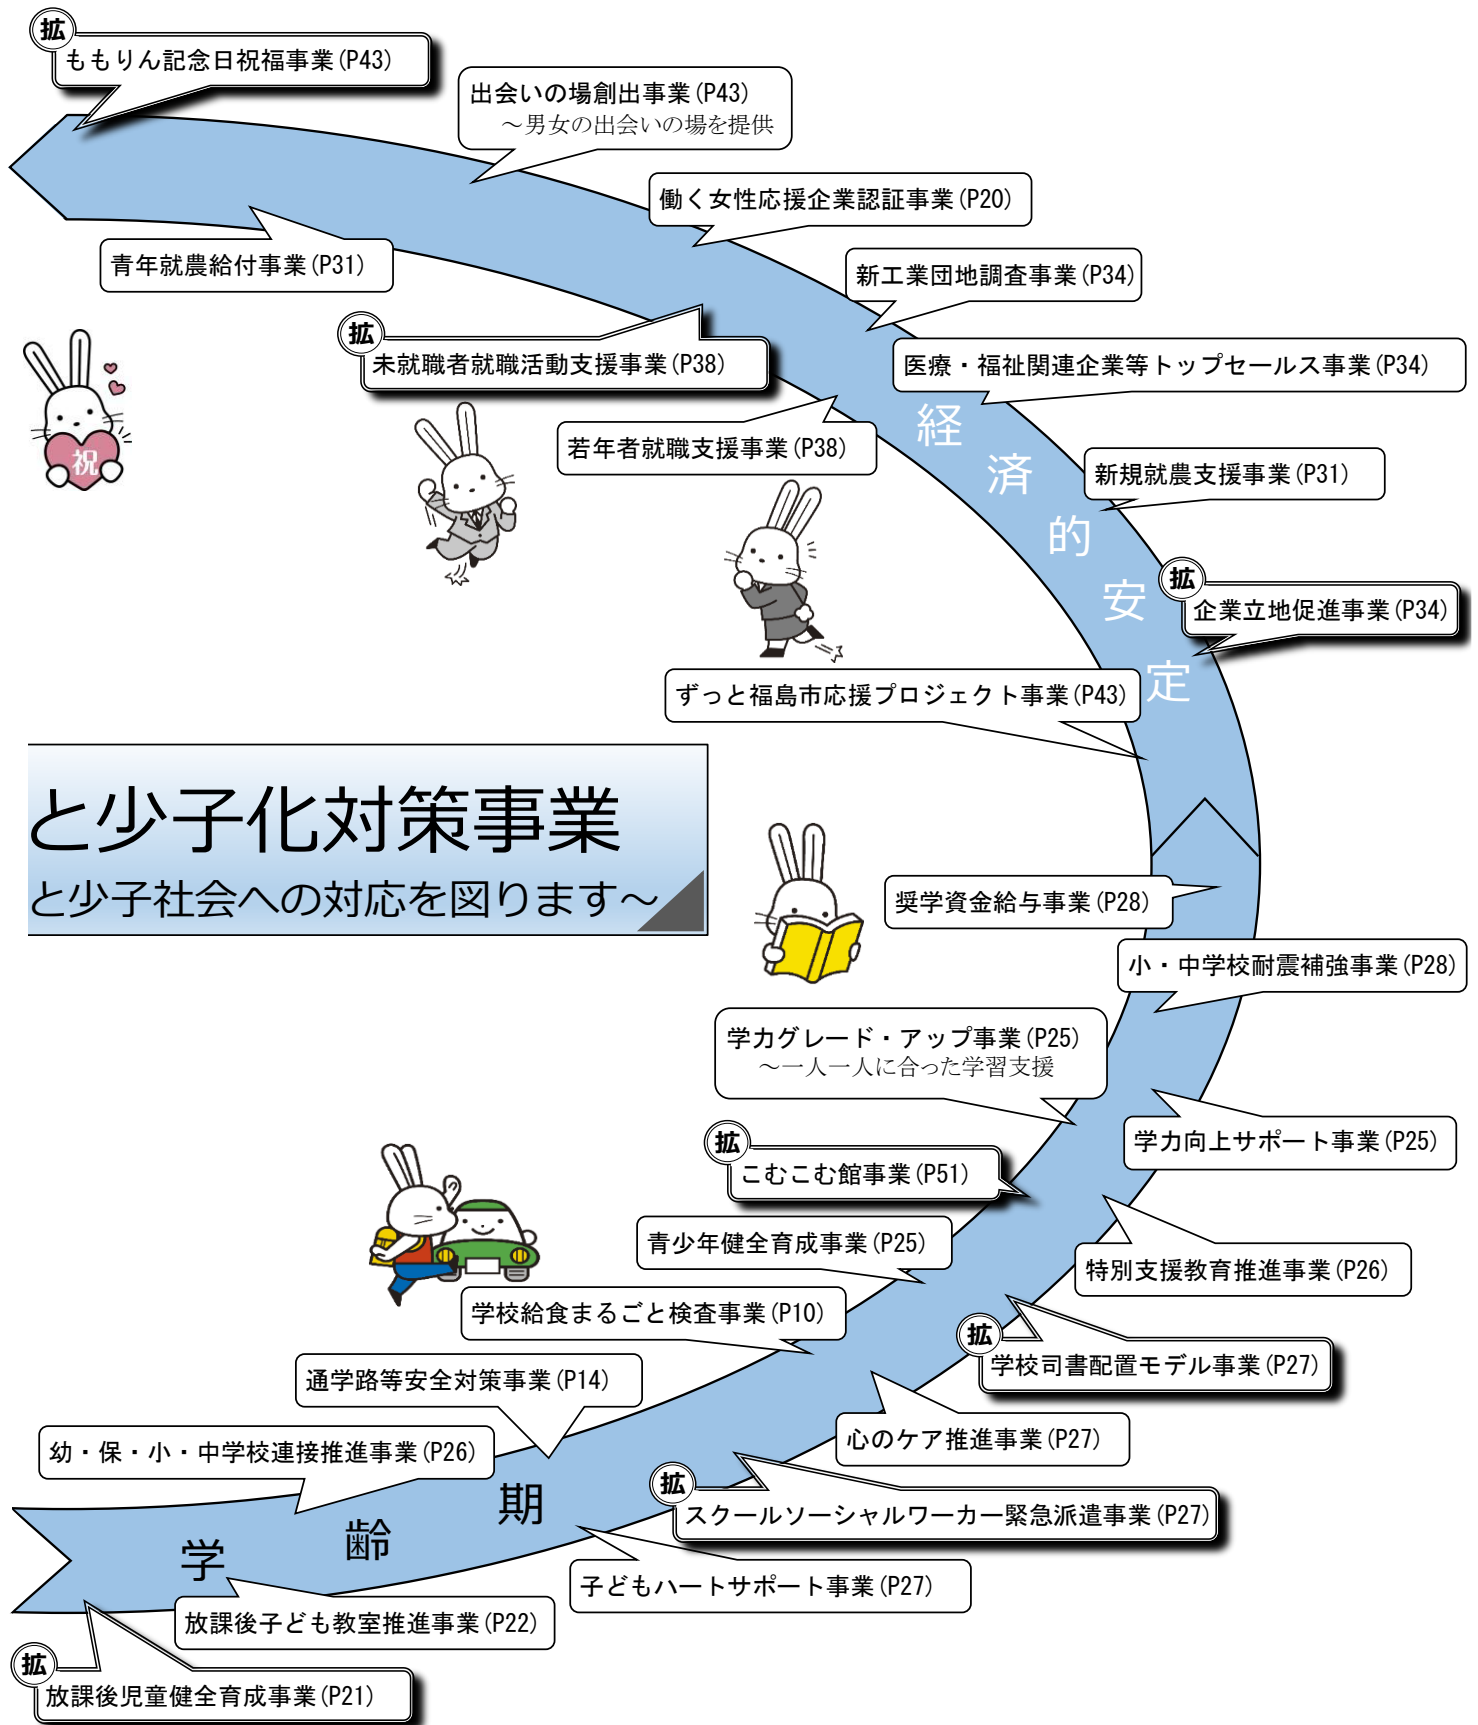 拡
ももりん記念日祝福事業(P43)
出会いの場創出事業(P43)
～男女の出会いの場を提供
働く女性応援企業認証事業(P20)
青年就農給付事業(P31)
新工業団地調査事業(P34)
拡
未就職者就職活動支援事業(P38)
医療・福祉関連企業等トップセールス事業(P34)
若年者就職支援事業(P38)
祝
経済的安定
新規就農支援事業(P31)
拡
企業立地促進事業(P34)
ずっと福島市応援プロジェクト事業(P43)
と少子化対策事業
と少子社会への対応を図ります～
奨学資金給与事業(P28)
小・中学校耐震補強事業(P28)
学力グレード・アップ事業(P25)
～一人一人に合った学習支援
学力向上サポート事業(P25)
拡
こむこむ館事業(P51)
青少年健全育成事業(P25)
特別支援教育推進事業(P26)
学校給食まるごと検査事業(P10)
拡
学校司書配置モデル事業(P27)
通学路等安全対策事業(P14)
心のケア推進事業(P27)
幼・保・小・中学校連接推進事業(P26)
拡
スクールソーシャルワーカー緊急派遣事業(P27)
学齢期
子どもハートサポート事業(P27)
放課後子ども教室推進事業(P22)
拡
放課後児童健全育成事業(P21)